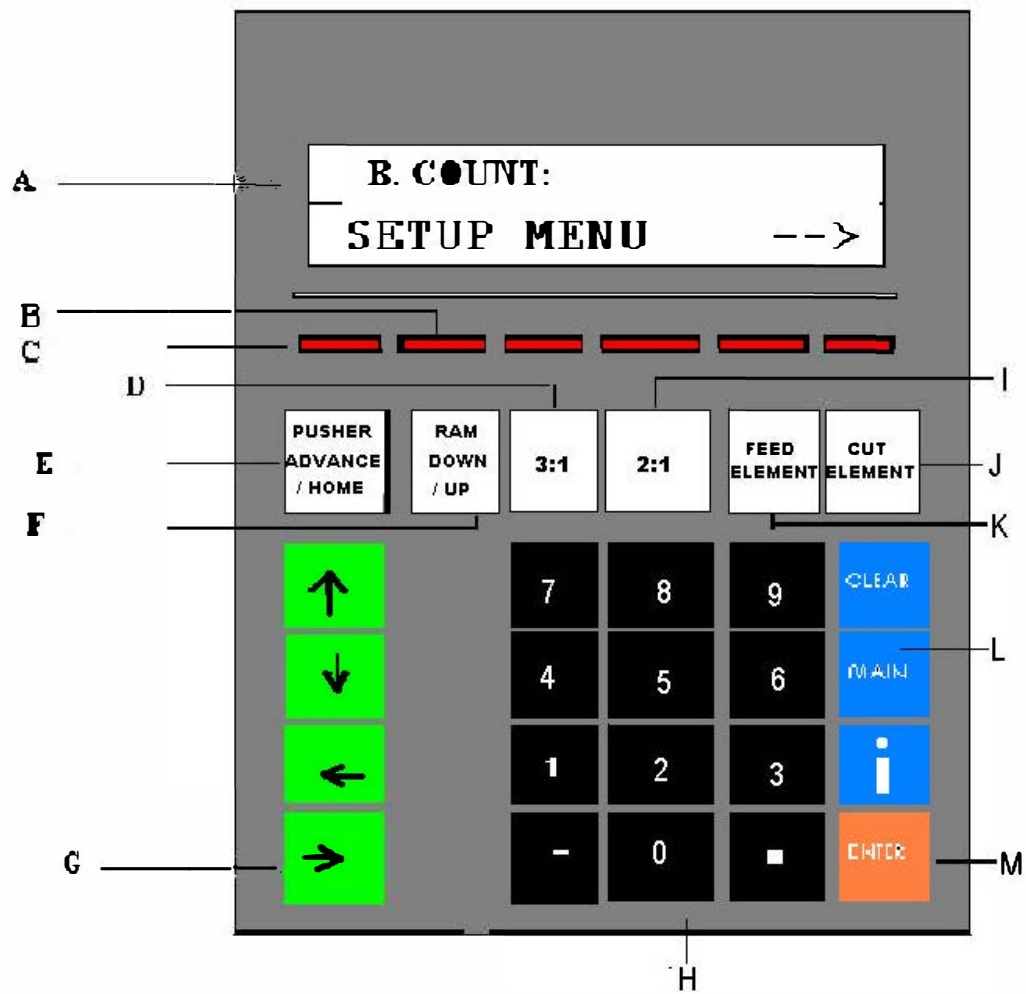 A
B. COUNT:
SETUP MENU -->
B
C
D
I
E
PUSHER
ADVANCE
/ HOME
RAM
DOWN
/ UP
3:1
2:1
FEED
ELEMENT
CUT
ELEMENT
J
F
K
↑
7
8
9
CLEAR
↓
4
5
6
MAIN
L
←
1
2
3
i
G
→
-
0
.
ENTER
M
H